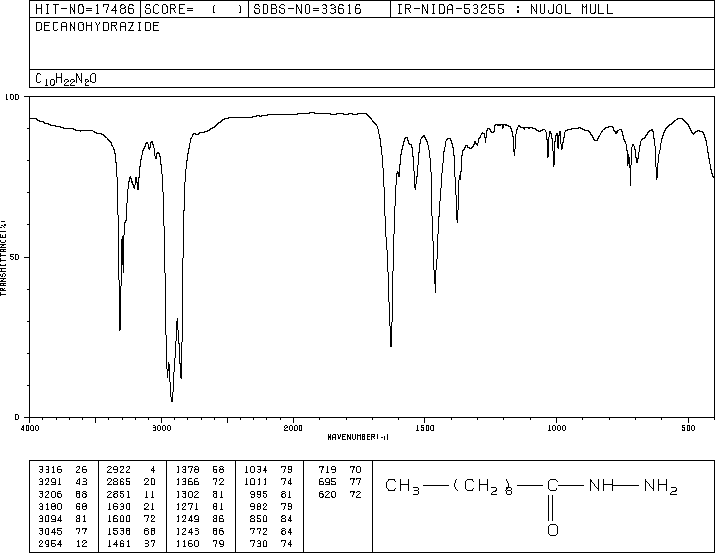 HIT-NO=17486 SCORE= ( ) SDBS-NO=33616 IR-NIDA-53255 : NUJOL MULL
DECANOHYDRAZIDE
C10H22N2O
100
50
0
TRANSMITTANCE(%)
4000 3000 2000 1500 1000 500
WAVENUMBER(-1)
3316 26 2922 4 1378 58 1034 79 719 70
3291 43 2865 20 1366 72 1011 74 695 77
3206 68 2851 11 1302 81 995 81 620 72
3180 68 1630 21 1271 81 982 79
3094 81 1600 72 1249 86 850 84
3045 77 1538 68 1243 86 772 84
2954 12 1461 37 1160 79 730 74
CH3—(CH2)8—C—NH—NH2
O